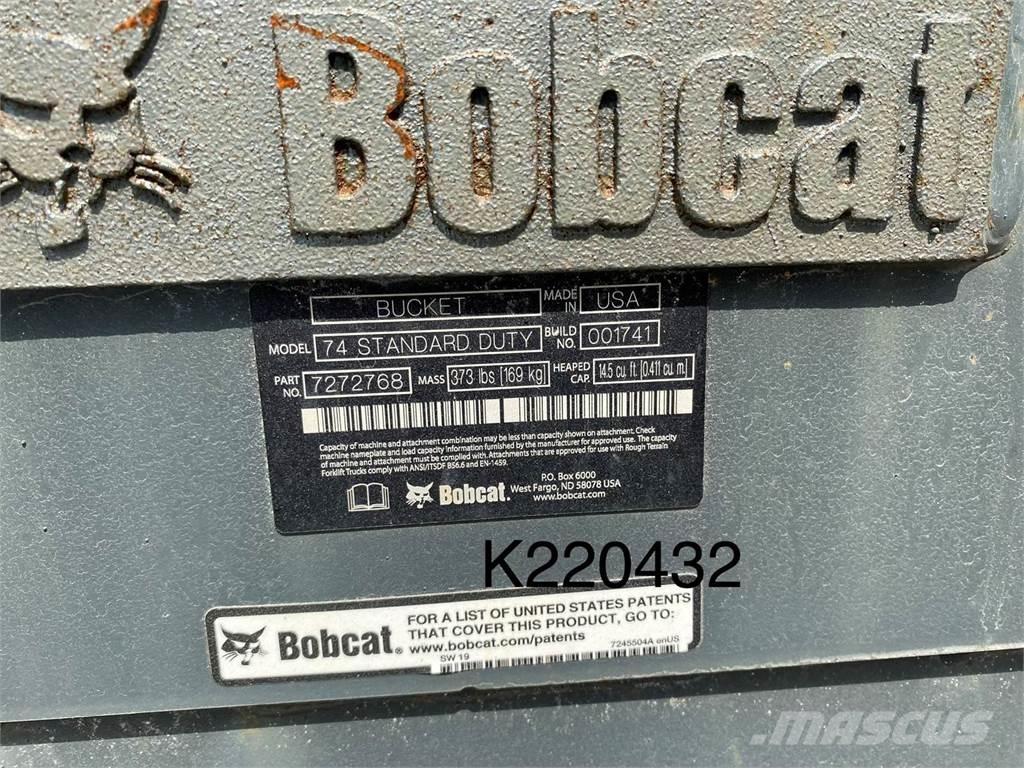 Bobcat
BUCKET MADE IN USA
MODEL 74 STANDARD DUTY BUILD NO. 001741
PART NO. 7272768 MASS 373 lbs [169 kg] HEAPED CAP. 14.5 cu. ft. [0.411 cu. m.]
Capacity of machine and attachment combination may be less than capacity shown on attachment. Check
machine nameplate and load capacity information furnished by the manufacturer for approved use. The capacity
of machine must be complied with. Attachments that are approved for use with Rough Terrain
Forklift Trucks comply with ANSI/ITSDF B56.6 and EN-1459.
Bobcat. P.O. Box 6000
West Fargo, ND 58078 USA
www.bobcat.com
K220432
Bobcat. FOR A LIST OF UNITED STATES PATENTS
THAT COVER THIS PRODUCT, GO TO:
www.bobcat.com/patents 7245504A enUS
SW 19
mascus